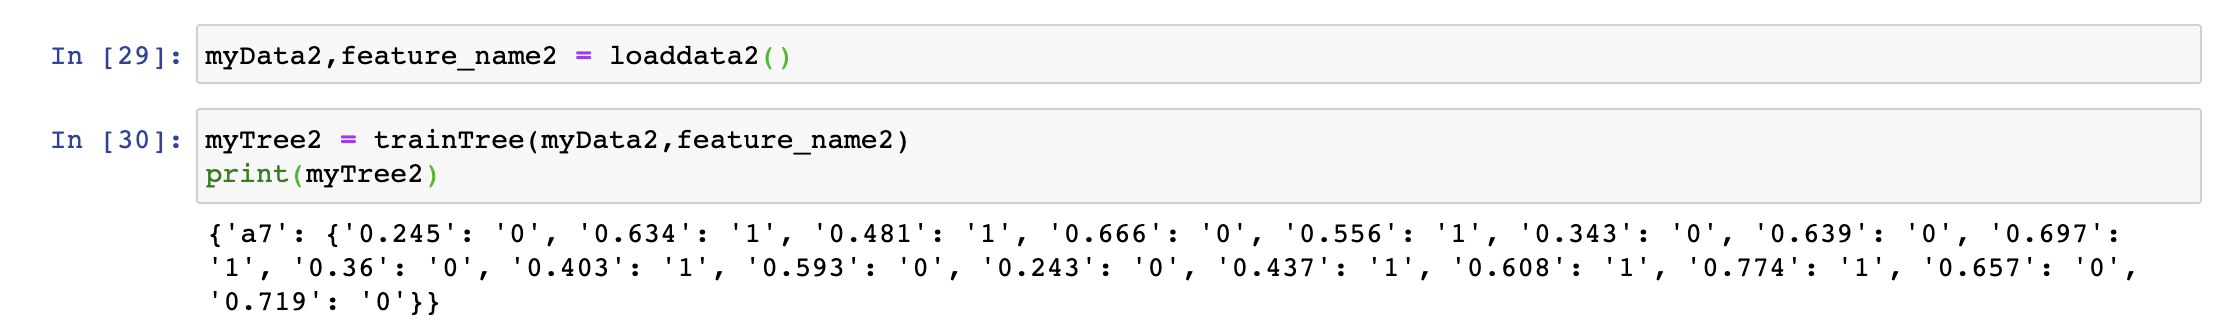 In [29]: myData2,feature_name2 = loaddata2()
In [30]: myTree2 = trainTree(myData2,feature_name2)
print(myTree2)
{'a7': {'0.245': '0', '0.634': '1', '0.481': '1', '0.666': '0', '0.556': '1', '0.343': '0', '0.639': '0', '0.697':
'1', '0.36': '0', '0.403': '1', '0.593': '0', '0.243': '0', '0.437': '1', '0.608': '1', '0.774': '1', '0.657': '0',
'0.719': '0'}}